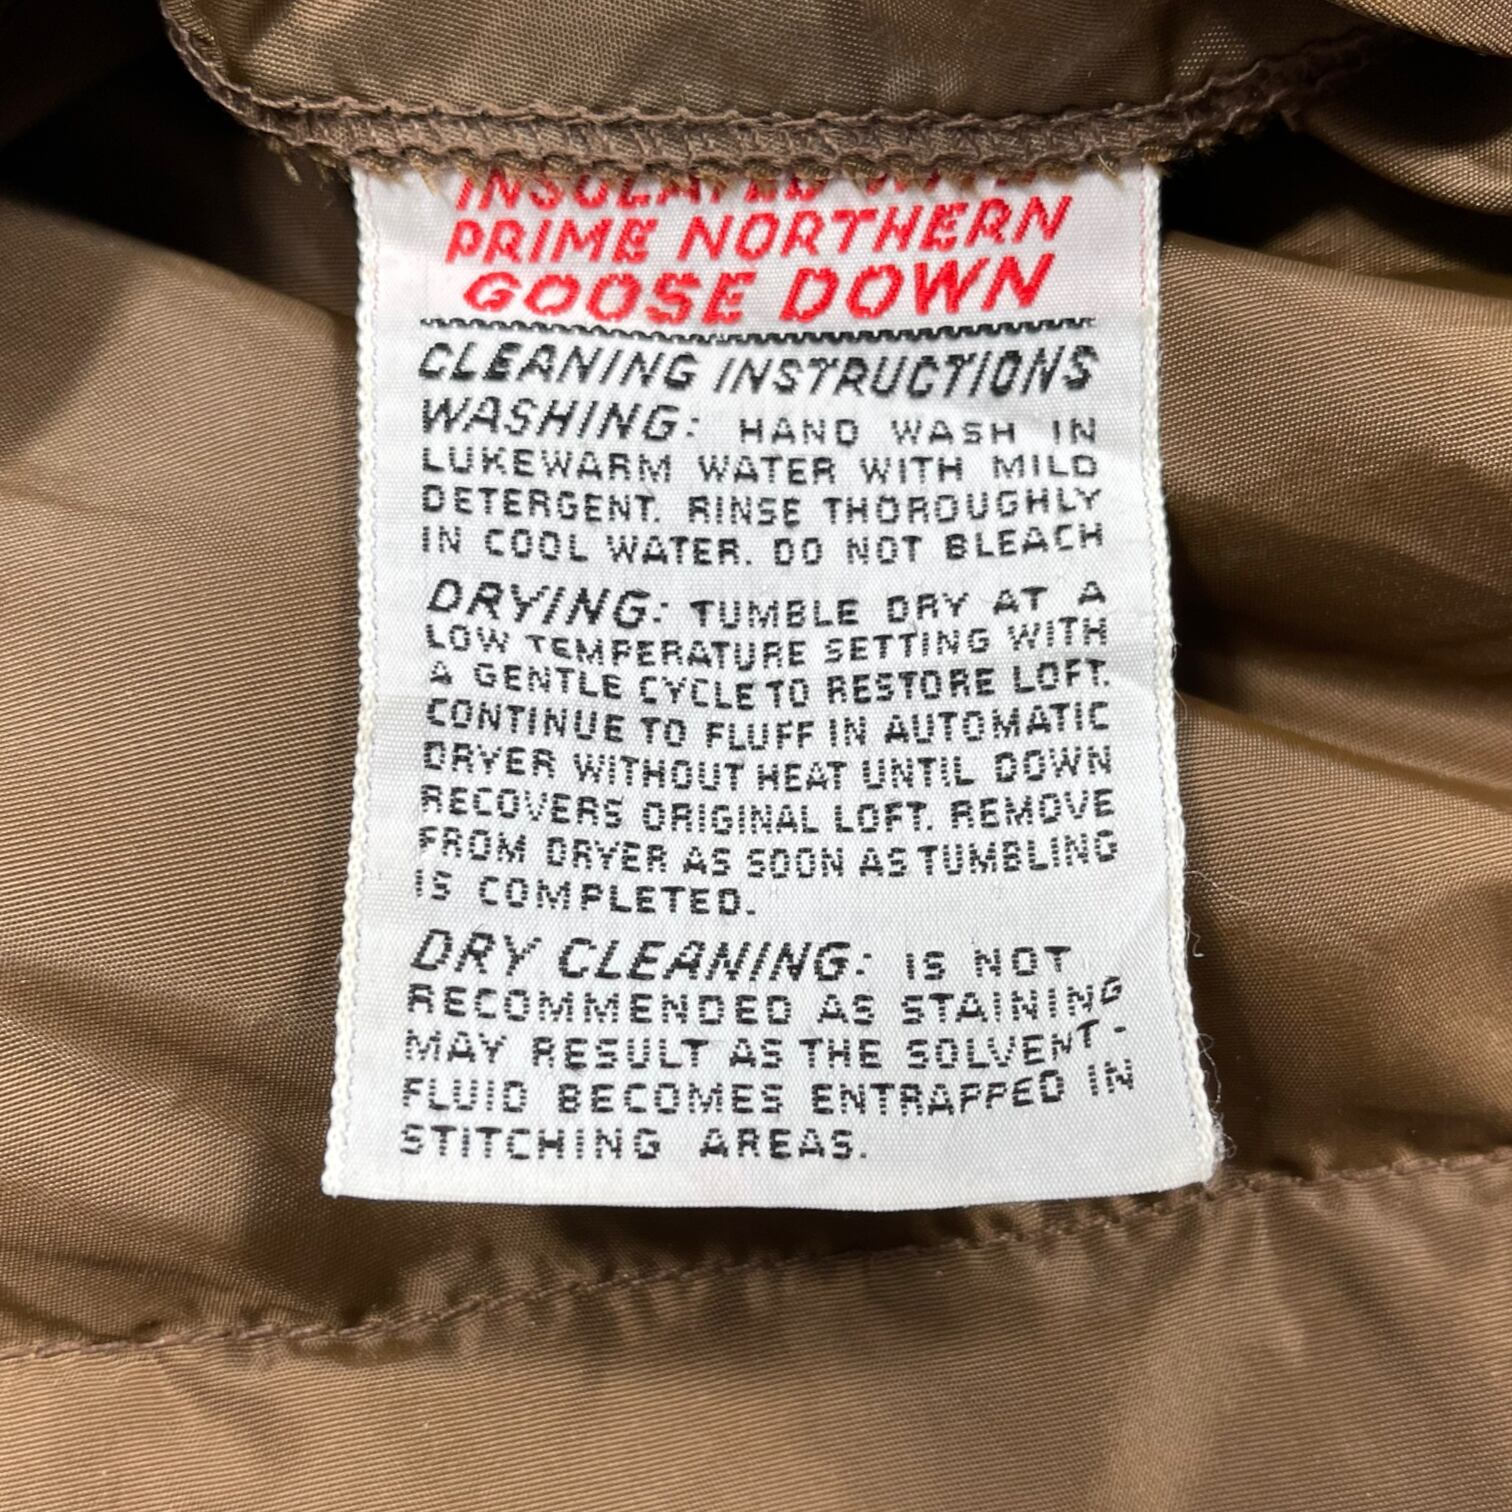 INSULATED WITH
PRIME NORTHERN
GOOSE DOWN
CLEANING INSTRUCTIONS
WASHING: HAND WASH IN
LUKEWARM WATER WITH MILD
DETERGENT. RINSE THOROUGHLY
IN COOL WATER. DO NOT BLEACH
DRYING: TUMBLE DRY AT A
LOW TEMPERATURE SETTING WITH
A GENTLE CYCLE TO RESTORE LOFT.
CONTINUE TO FLUFF IN AUTOMATIC
DRYER WITHOUT HEAT UNTIL DOWN
RECOVERS ORIGINAL LOFT. REMOVE
FROM DRYER AS SOON AS TUMBLING
IS COMPLETED.
DRY CLEANING: IS NOT
RECOMMENDED AS STAINING
MAY RESULT AS THE SOLVENT-
FLUID BECOMES ENTRAPPED IN
STITCHING AREAS.